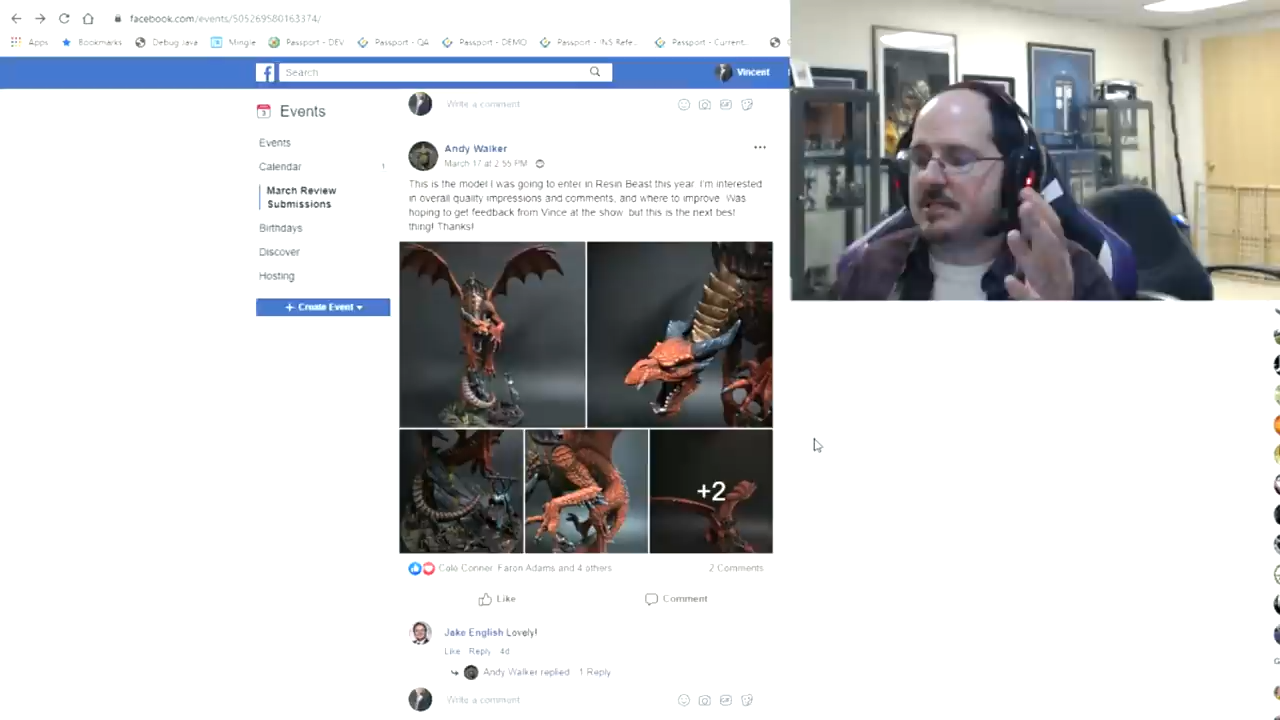 facebook.com/events/505269580163374/
Apps Bookmarks Debug Java Mingle Passport - DEV Passport - QA Passport - DEMO Passport - INS Refe... Passport - Current...
Search
Vincent
Events
Write a comment
Events
Calendar 1
March Review
Submissions
Birthdays
Discover
Hosting
+ Create Event
Andy Walker
March 17 at 2:55 PM
This is the model I was going to enter in Resin Beast this year. I'm interested
in overall quality impressions and comments, and where to improve. Was
hoping to get feedback from Vince at the show, but this is the next best
thing! Thanks!
+2
Cale Conner, Faron Adams and 4 others
2 Comments
Like
Comment
Jake English Lovely!
Like Reply 4d
Andy Walker replied 1 Reply
Write a comment